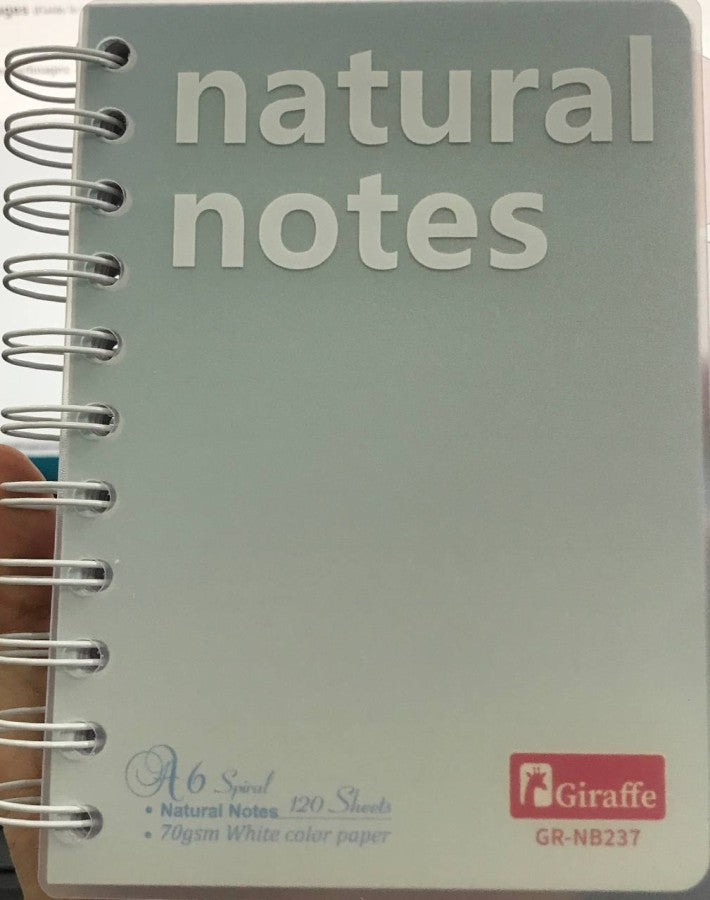 natural
notes
A6 Spiral
• Natural Notes 120 Sheets
• 70gsm White color paper
Giraffe
GR-NB237